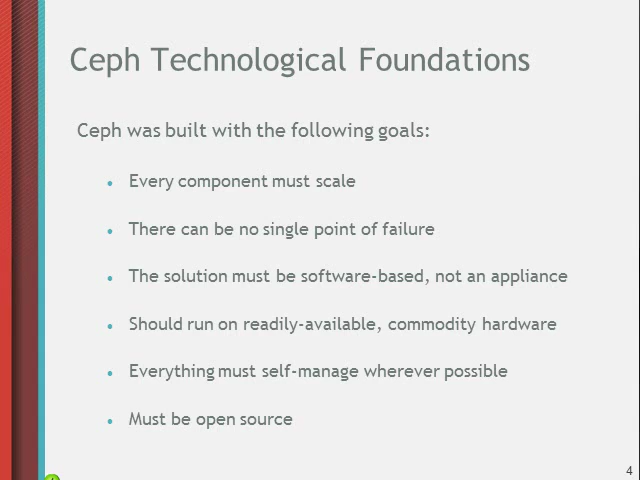 Ceph Technological Foundations
Ceph was built with the following goals:
• Every component must scale
• There can be no single point of failure
• The solution must be software-based, not an appliance
• Should run on readily-available, commodity hardware
• Everything must self-manage wherever possible
• Must be open source
4